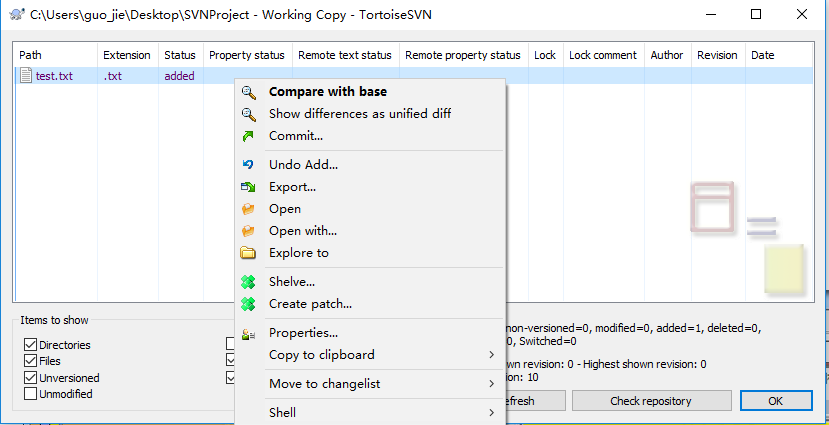 C:\Users\guo_jie\Desktop\SVNProject - Working Copy - TortoiseSVN
Path Extension Status Property status Remote text status Remote property status Lock Lock comment Author Revision Date
test.txt .txt added
Compare with base
Show differences as unified diff
Commit...
Undo Add...
Export...
Open
Open with...
Explore to
Shelve...
Create patch...
Properties...
Copy to clipboard
Move to changelist
Shell
Items to show
Directories
Files
Unversioned
Unmodified
non-versioned=0, modified=0, added=1, deleted=0,
0, Switched=0
wn revision: 0 - Highest shown revision: 0
ion: 10
efresh
Check repository
OK